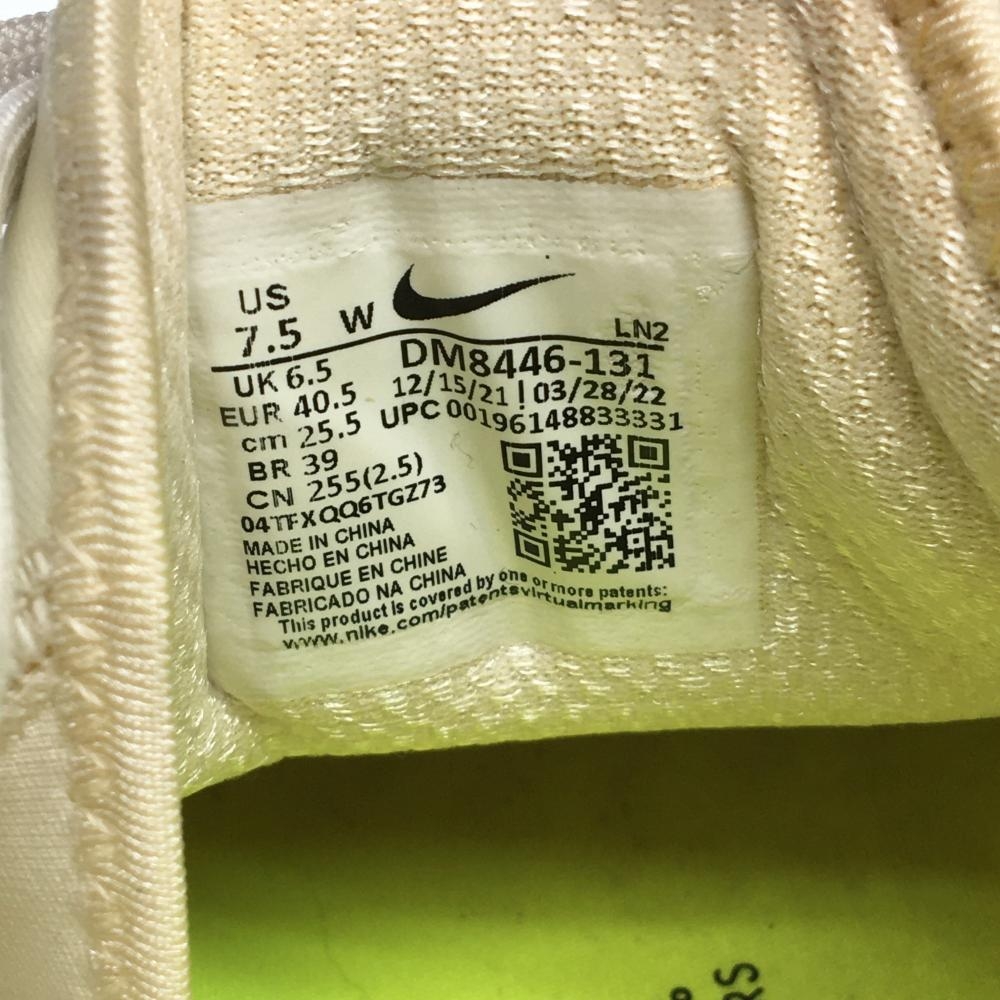 US
7.5 W
LN2
UK 6.5
EUR 40.5
cm 25.5
BR 39
CN 255(2.5)
DM8446-131
12/15/21 | 03/28/22
UPC 00196148833331
04TFXQQ6TGZ73
MADE IN CHINA
HECHO EN CHINA
FABRIQUE EN CHINE
FABRICADO NA CHINA
This product is covered by one or more patents:
www.nike.com/patentsvirtualmarking